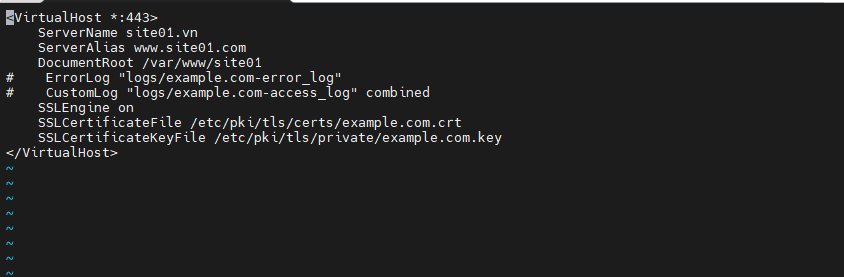 <VirtualHost *:443>
    ServerName site01.vn
    ServerAlias www.site01.com
    DocumentRoot /var/www/site01
#    ErrorLog "logs/example.com-error_log"
#    CustomLog "logs/example.com-access_log" combined
    SSLEngine on
    SSLCertificateFile /etc/pki/tls/certs/example.com.crt
    SSLCertificateKeyFile /etc/pki/tls/private/example.com.key
</VirtualHost>
~
~
~
~
~
~
~
~